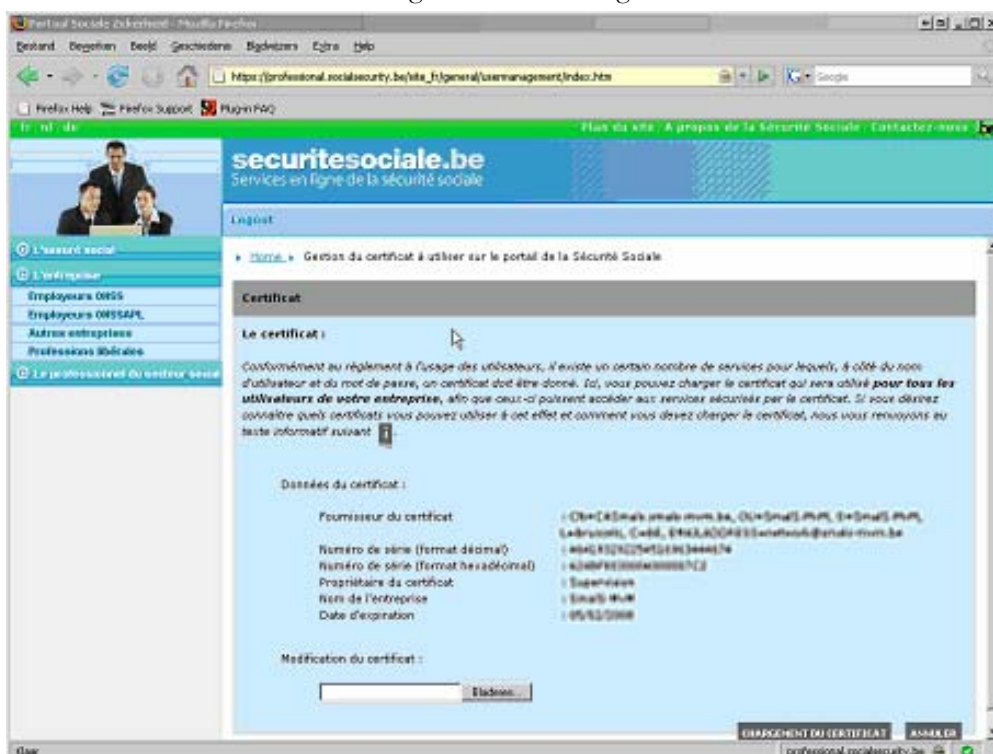 Portaal Sociale Zekerheid - Mozilla Firefox
Bestand Bewerken Beeld Geschiedenis Bladwijzers Extra Help
https://professional.socialsecurity.be/site_fr/general/usermanagement/index.htm
Google
Firefox Help Firefox Support Plug-in FAQ
fr nl de
Plan du site A propos de la Sécurité Sociale Contactez-nous
be
securitesociale.be
Services en ligne de la sécurité sociale
Logout
L'assuré social
L'entreprise
Employeurs ONSS
Employeurs ONSSAPL
Autres entreprises
Professions libérales
Le professionnel du secteur social
Home Gestion du certificat à utiliser sur le portail de la Sécurité Sociale
Certificat
Le certificat :
Conformément au règlement à l'usage des utilisateurs, il existe un certain nombre de services pour lequels, à côté du nom
d'utilisateur et du mot de passe, un certificat doit être donné. Ici, vous pouvez charger le certificat qui sera utilisé pour tous les
utilisateurs de votre entreprise, afin que ceux-ci puissent accéder aux services sécurisés par le certificat. Si vous désirez
connaître quels certificats vous pouvez utiliser à cet effet et comment vous devez charger le certificat, nous vous renvoyons au
texte informatif suivant i .
Données du certificat :
Fournisseur du certificat :
Numéro de série (format décimal) :
Numéro de série (format hexadécimal) :
Propriétaire du certificat :
Nom de l'entreprise :
Date d'expiration :
Modification du certificat :
Bladeren...
CHARGEMENT DU CERTIFICAT ANNULER
Klaar
professional.socialsecurity.be